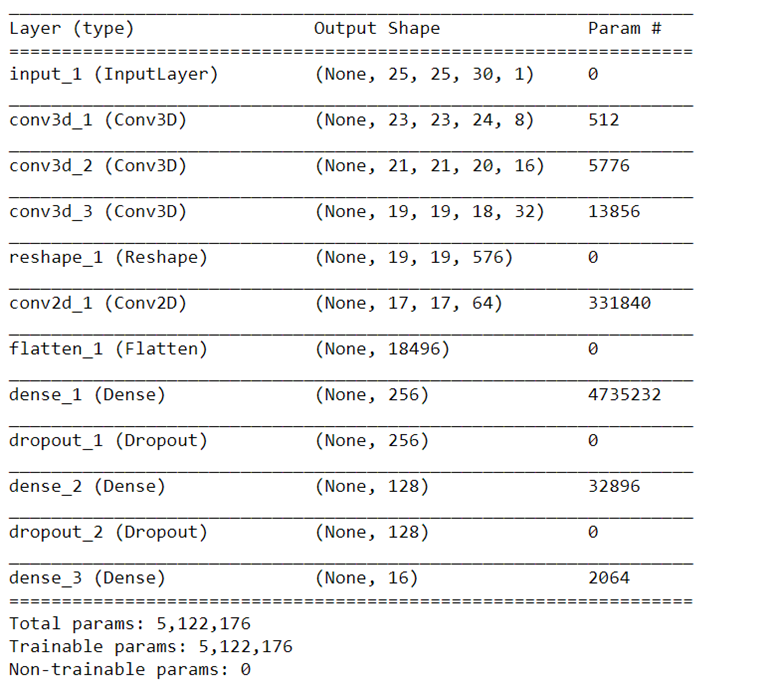 Layer (type) Output Shape Param #
input_1 (InputLayer) (None, 25, 25, 30, 1) 0
conv3d_1 (Conv3D) (None, 23, 23, 24, 8) 512
conv3d_2 (Conv3D) (None, 21, 21, 20, 16) 5776
conv3d_3 (Conv3D) (None, 19, 19, 18, 32) 13856
reshape_1 (Reshape) (None, 19, 19, 576) 0
conv2d_1 (Conv2D) (None, 17, 17, 64) 331840
flatten_1 (Flatten) (None, 18496) 0
dense_1 (Dense) (None, 256) 4735232
dropout_1 (Dropout) (None, 256) 0
dense_2 (Dense) (None, 128) 32896
dropout_2 (Dropout) (None, 128) 0
dense_3 (Dense) (None, 16) 2064
Total params: 5,122,176
Trainable params: 5,122,176
Non-trainable params: 0